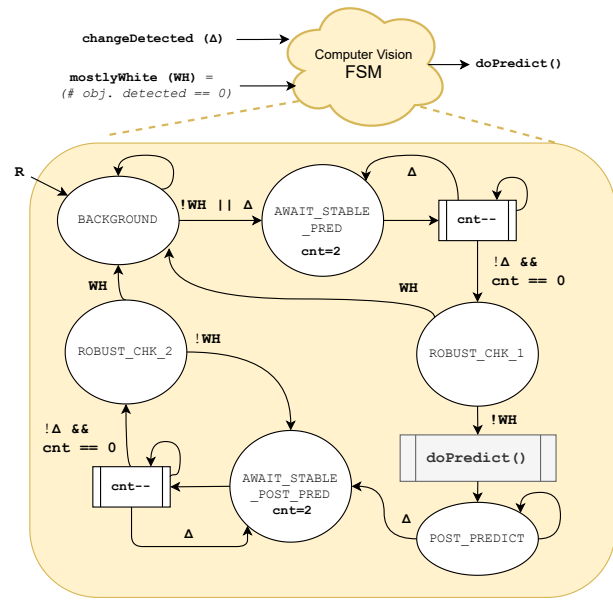 changeDetected (Δ)
mostlyWhite (WH) =
(# obj. detected == 0)
Computer Vision
FSM
doPredict()
R
BACKGROUND
!WH || Δ
AWAIT_STABLE
_PRED
cnt=2
Δ
cnt--
!Δ &&
cnt == 0
WH
WH
ROBUST_CHK_2
!WH
ROBUST_CHK_1
!WH
!Δ &&
cnt == 0
cnt--
AWAIT_STABLE
_POST_PRED
cnt=2
doPredict()
Δ
Δ
POST_PREDICT